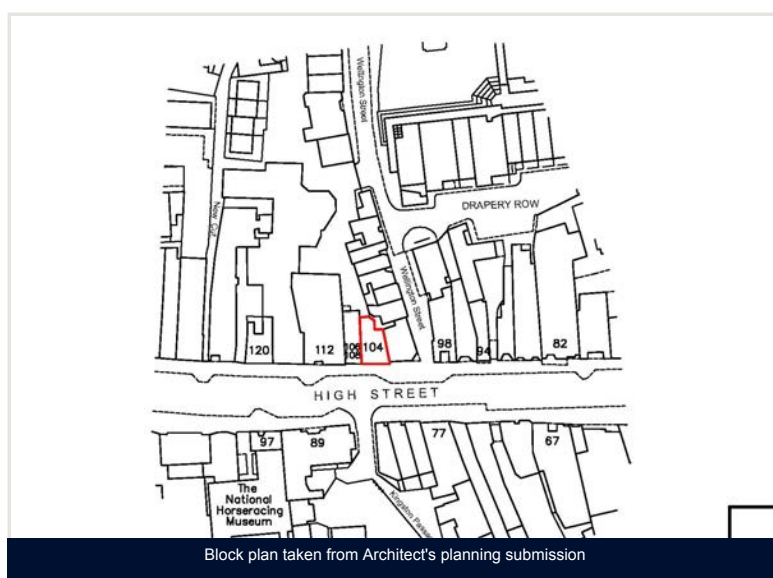 Wellington Street
New Cut
DRAPERY ROW
Wellington Street
120
112
106
108
104
98
94
82
HIGH STREET
97
89
77
67
The
National
Horseracing
Museum
Kingston Passage
Block plan taken from Architect's planning submission